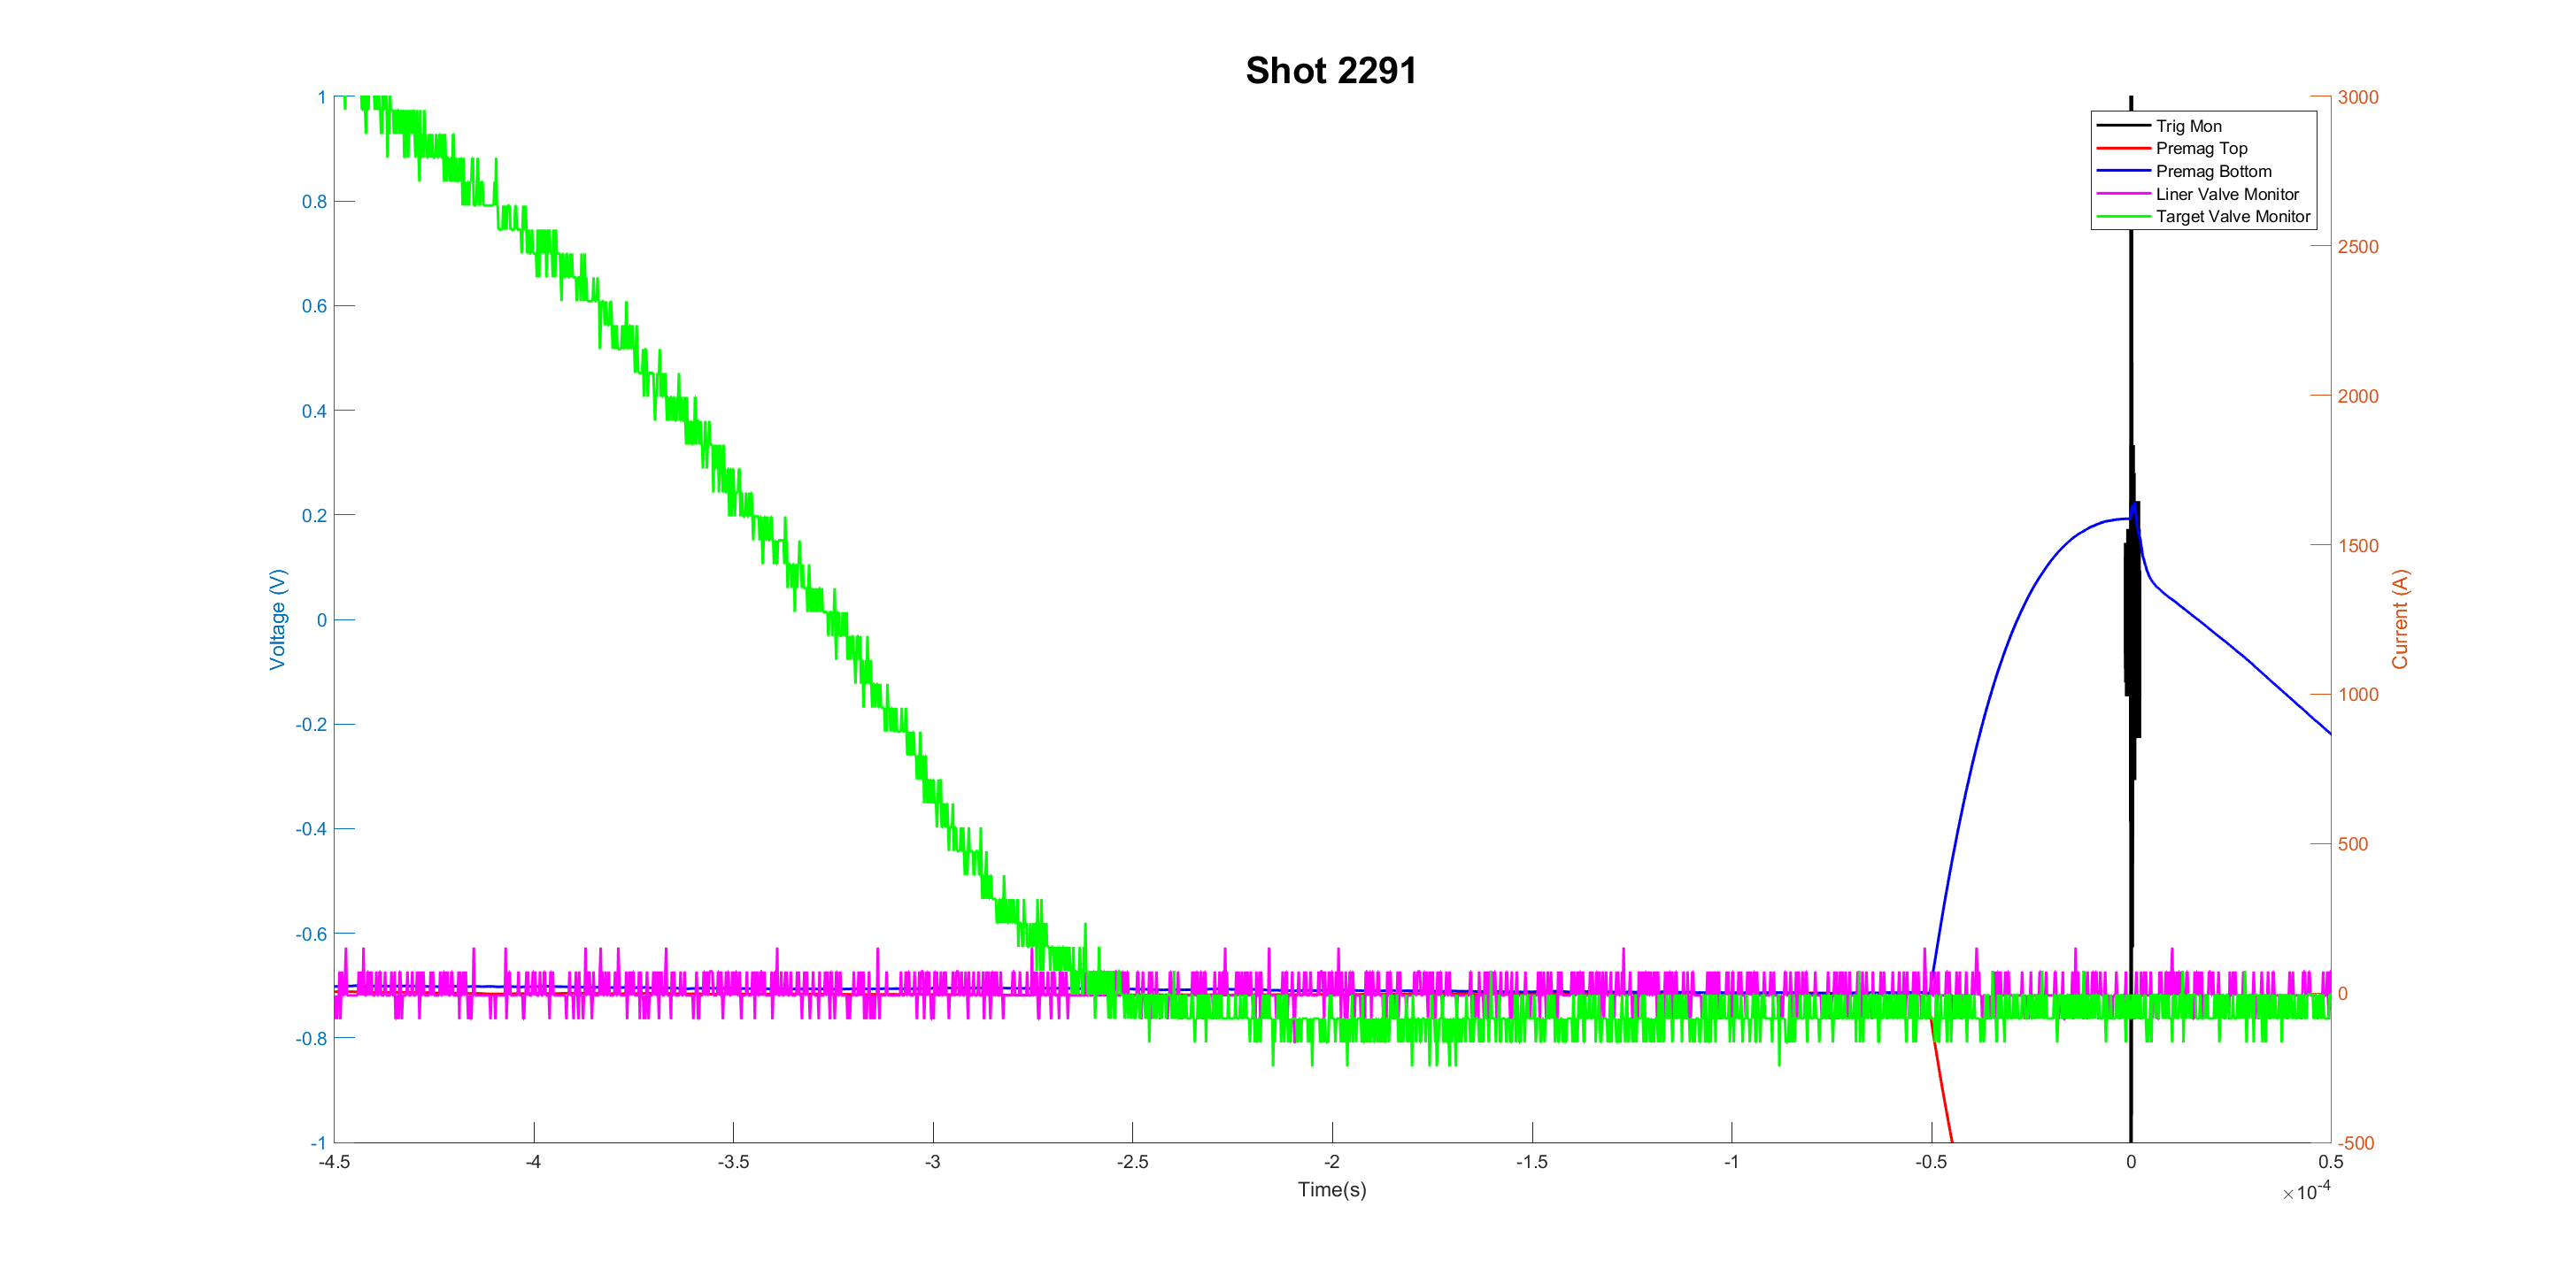 Shot 2291
1
0.8
0.6
0.4
0.2
0
-0.2
-0.4
-0.6
-0.8
-1
Voltage (V)
3000
2500
2000
1500
1000
500
0
-500
Current (A)
Trig Mon
Premag Top
Premag Bottom
Liner Valve Monitor
Target Valve Monitor
-4.5 -4 -3.5 -3 -2.5 -2 -1.5 -1 -0.5 0 0.5
Time(s)
×10⁻⁴